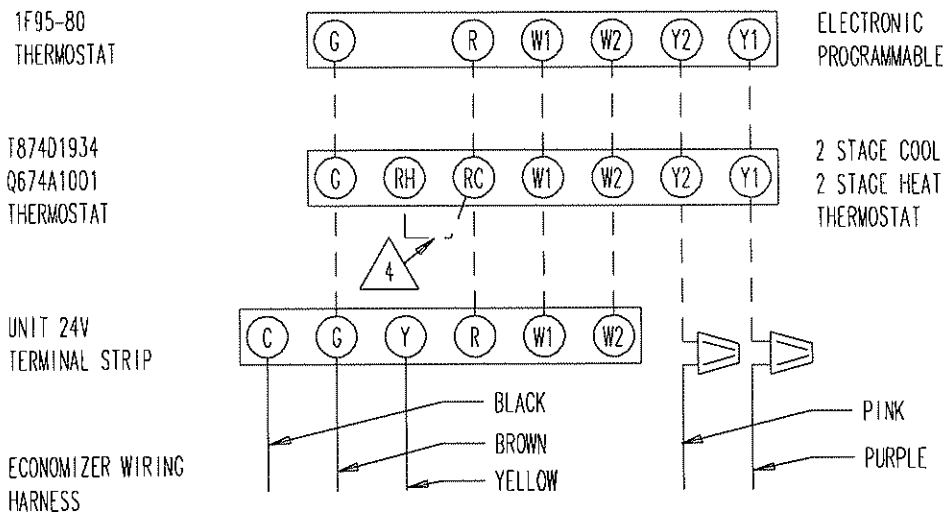 1F95-80
THERMOSTAT
G R W1 W2 Y2 Y1
ELECTRONIC
PROGRAMMABLE
T874D1934
Q674A1001
THERMOSTAT
G RH RC W1 W2 Y2 Y1
2 STAGE COOL
2 STAGE HEAT
THERMOSTAT
4
UNIT 24V
TERMINAL STRIP
C G Y R W1 W2
BLACK
BROWN
YELLOW
PINK
PURPLE
ECONOMIZER WIRING
HARNESS